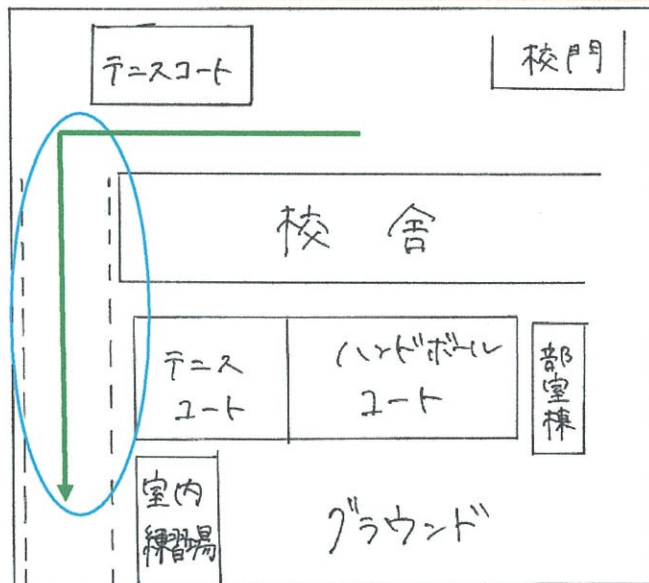 テニスコート
校門
校舎
テニス
コート
ハンドボール
コート
部
室
棟
室内
練習場
グラウンド